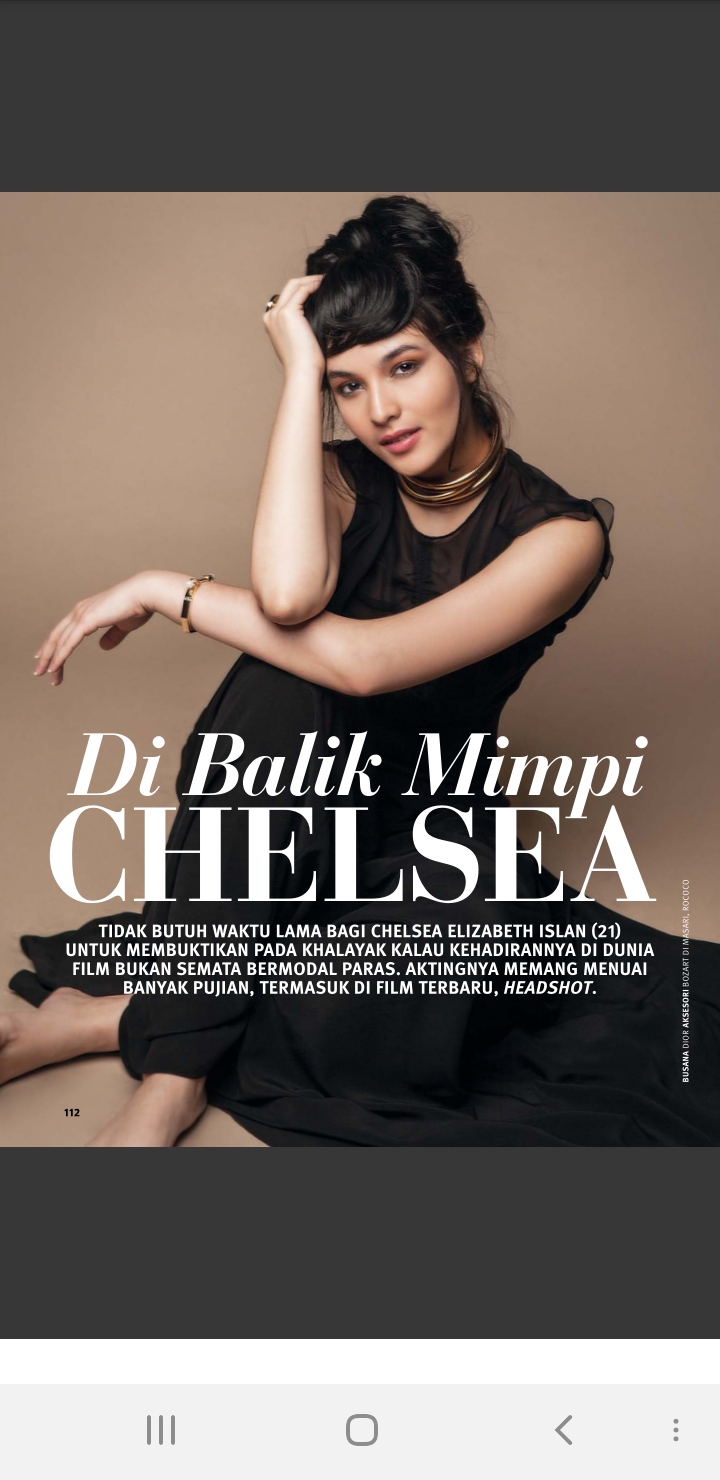 Di Balik Mimpi
CHELSEA
TIDAK BUTUH WAKTU LAMA BAGI CHELSEA ELIZABETH ISLAN (21)
UNTUK MEMBUKTIKAN PADA KHALAYAK KALAU KEHADIRANNYA DI DUNIA
FILM BUKAN SEMATA BERMODAL PARAS. AKTINGNYA MEMANG MENUAI
BANYAK PUJIAN, TERMASUK DI FILM TERBARU, HEADSHOT.
BUSANA DIOR AKSESORI BOZART DI MASARI, ROCOCO
112